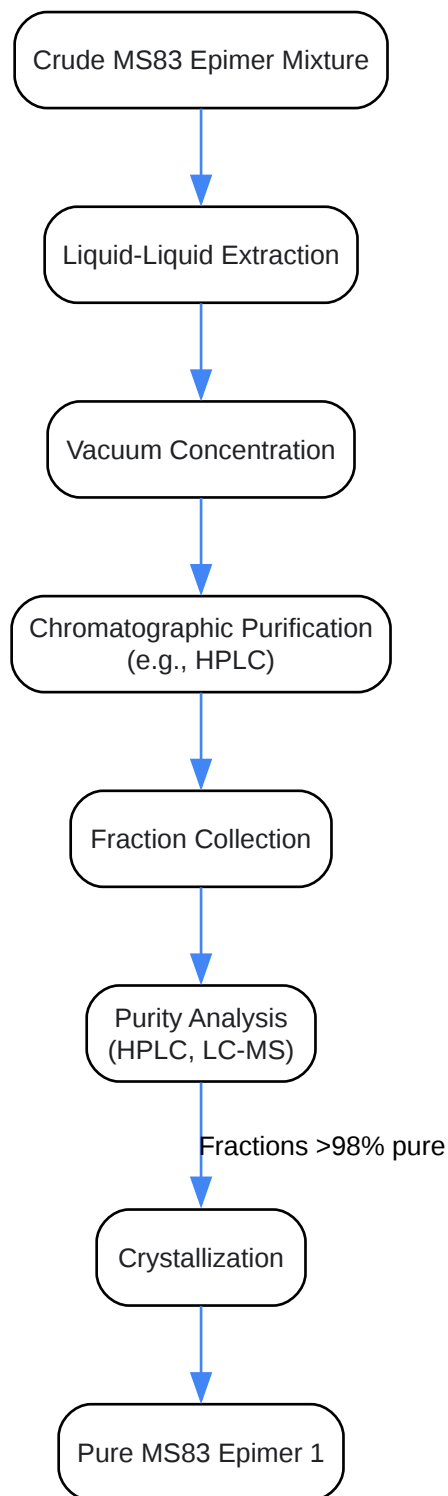 Crude MS83 Epimer Mixture
Liquid-Liquid Extraction
Vacuum Concentration
Chromatographic Purification
(e.g., HPLC)
Fraction Collection
Purity Analysis
(HPLC, LC-MS)
Fractions >98% pure
Crystallization
Pure MS83 Epimer 1